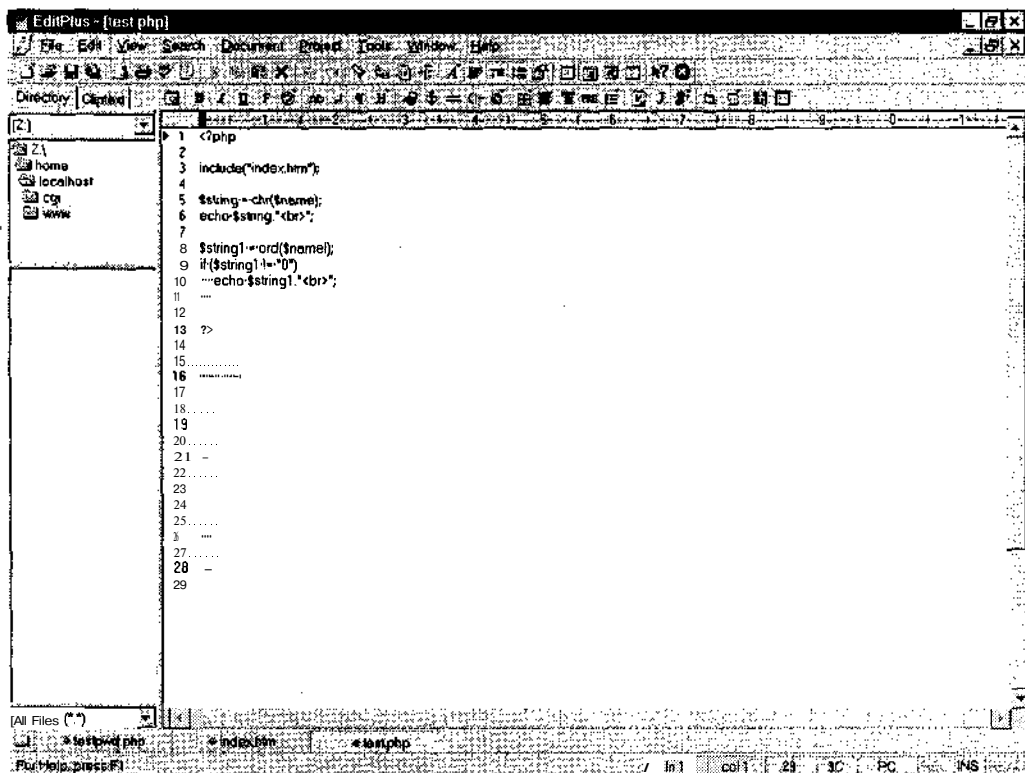 EditPlus - [test php]
File Edit View Search Document Project Tools Window Help
Directory Cliptext
[Z:]
Z:\
home
localhost
cgi
www
1 <?php
2
3 include("index.htm");
4
5 $string=chr($name);
6 echo $string."<br>";
7
8 $string1=ord($name1);
9 if ($string1 != "0")
10 echo $string1."<br>";
11
12
13 ?>
14
15
16
17
18
19
20
21
22
23
24
25
27
28
29
[All Files (*.*)
testpwd.php index.htm test.php
For Help, press F1 ln 1 col 1 29 3C PC INS